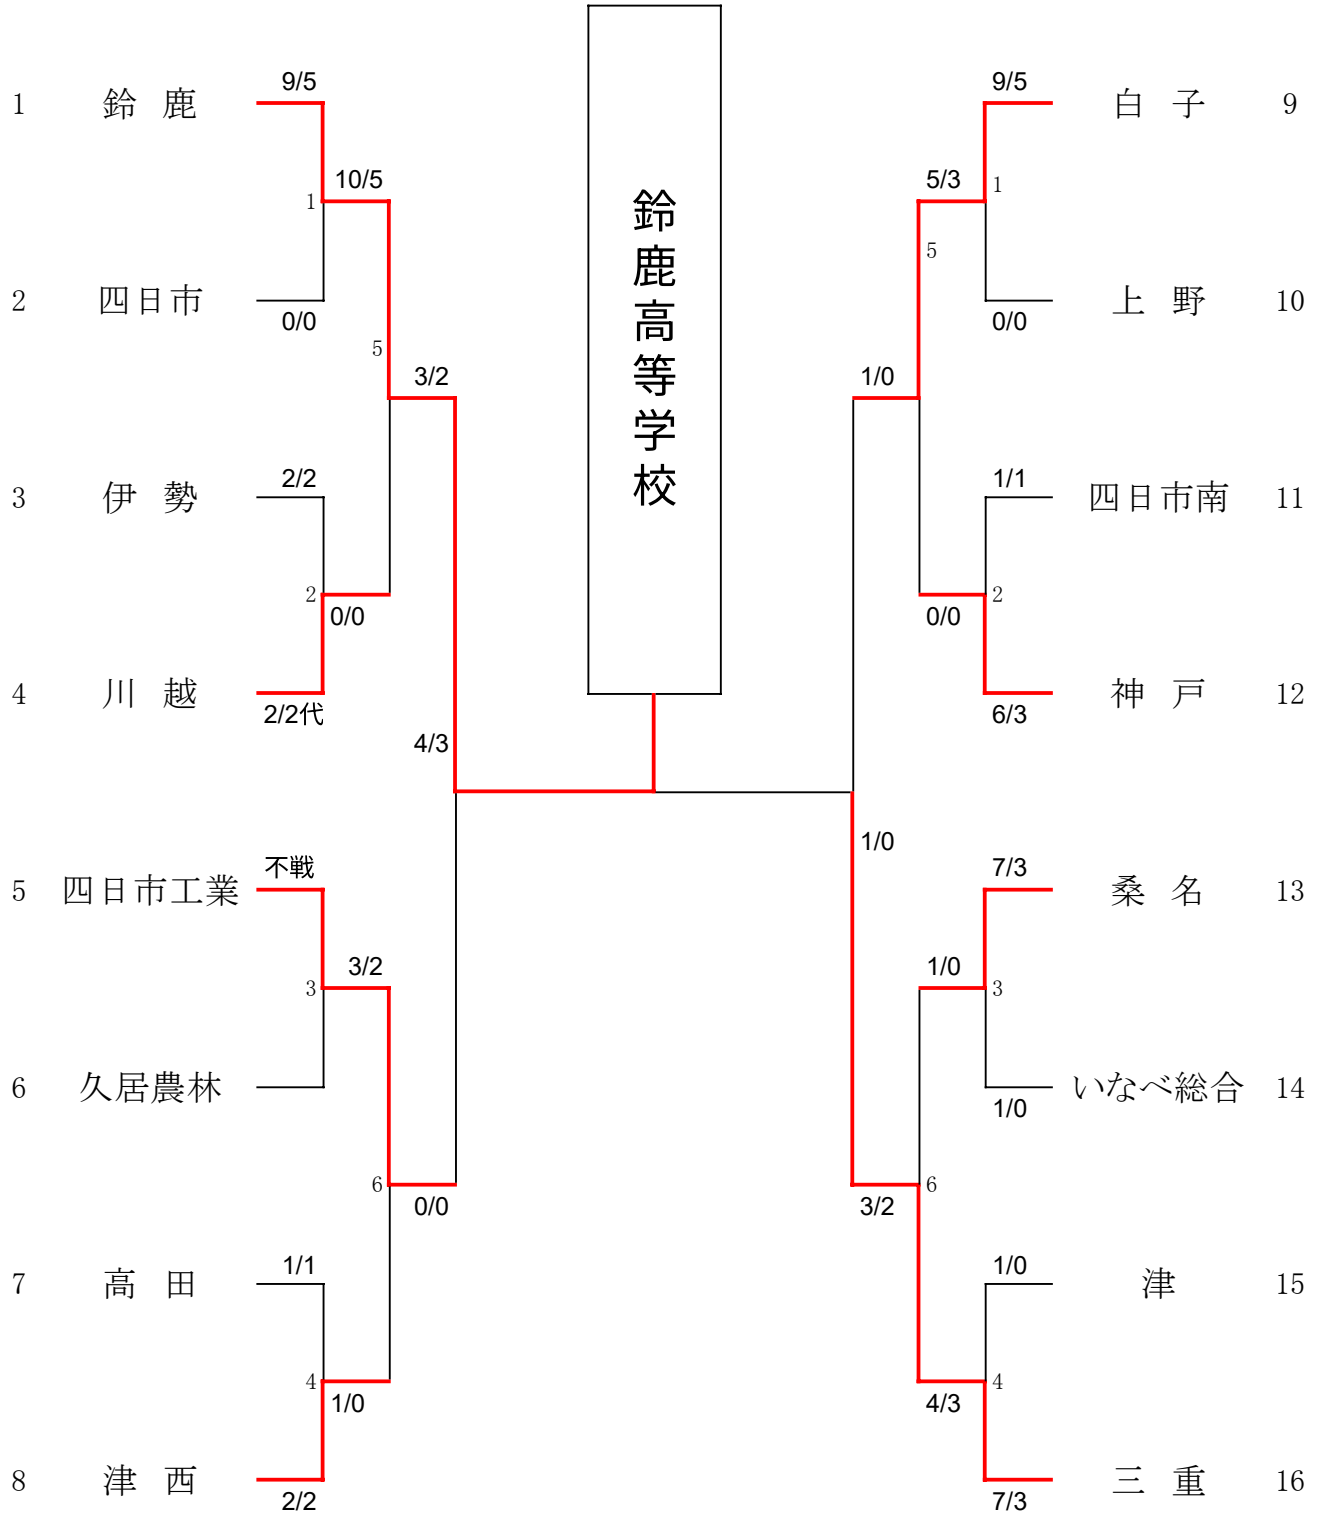 鈴鹿高等学校
1 鈴鹿 9/5
1 10/5
2 四日市 0/0
5 3/2
3 伊勢 2/2
2 0/0
4 川越 2/2代
4/3
5 四日市工業 不戦
3 3/2
6 久居農林
6 0/0
7 高田 1/1
4 1/0
8 津西 2/2
9/5 白子 9
5/3 1
5
0/0 上野 10
1/0
1/1 四日市南 11
0/0 2
6/3 神戸 12
1/0
7/3 桑名 13
1/0 3
1/0 いなべ総合 14
3/2 6
1/0 津 15
4/3 4
7/3 三重 16